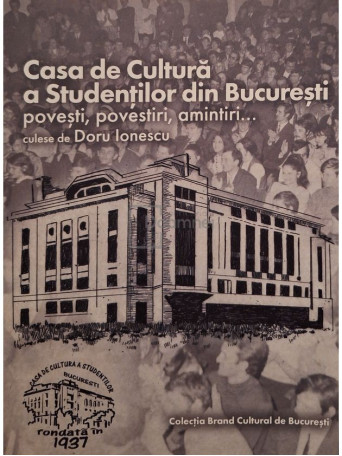 Casa de Cultură
a Studenților din București
povești, povestiri, amintiri...
culese de Doru Ionescu
CASA DE CULTURA A STUDENTILOR
BUCUREȘTI
fondată în
1937
Colecția Brand Cultural de București